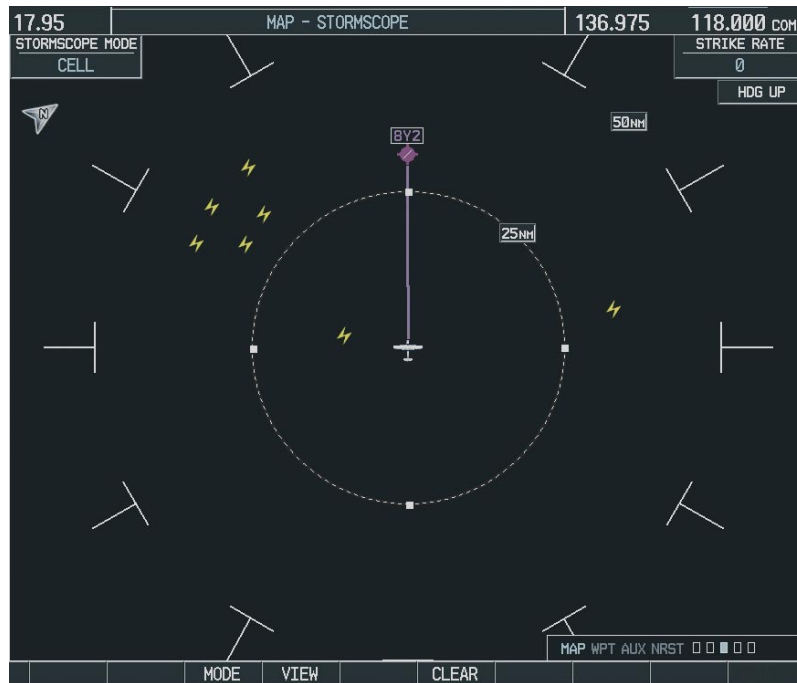 17.95 MAP - STORMSCOPE 136.975 118.000 COM
STORMSCOPE MODE STRIKE RATE
CELL 0
HDG UP
N
50NM
BY2
25NM
MAP WPT AUX NRST
MODE VIEW CLEAR